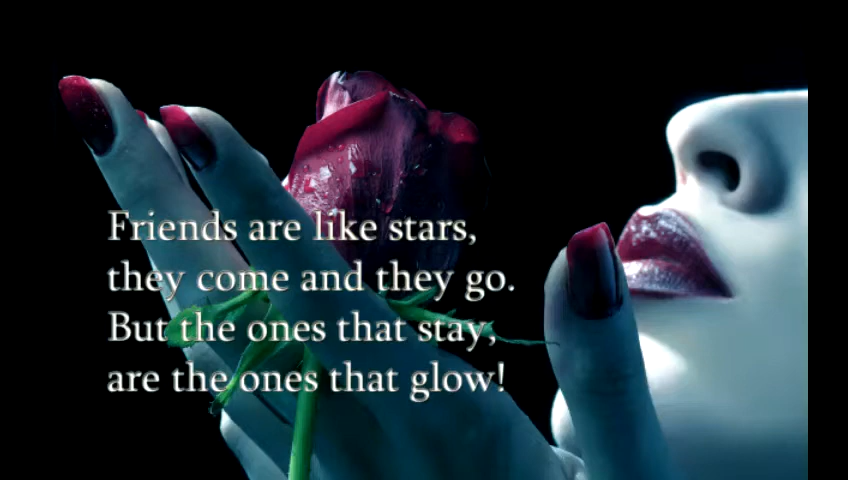 Friends are like stars,
they come and they go.
But the ones that stay,
are the ones that glow!